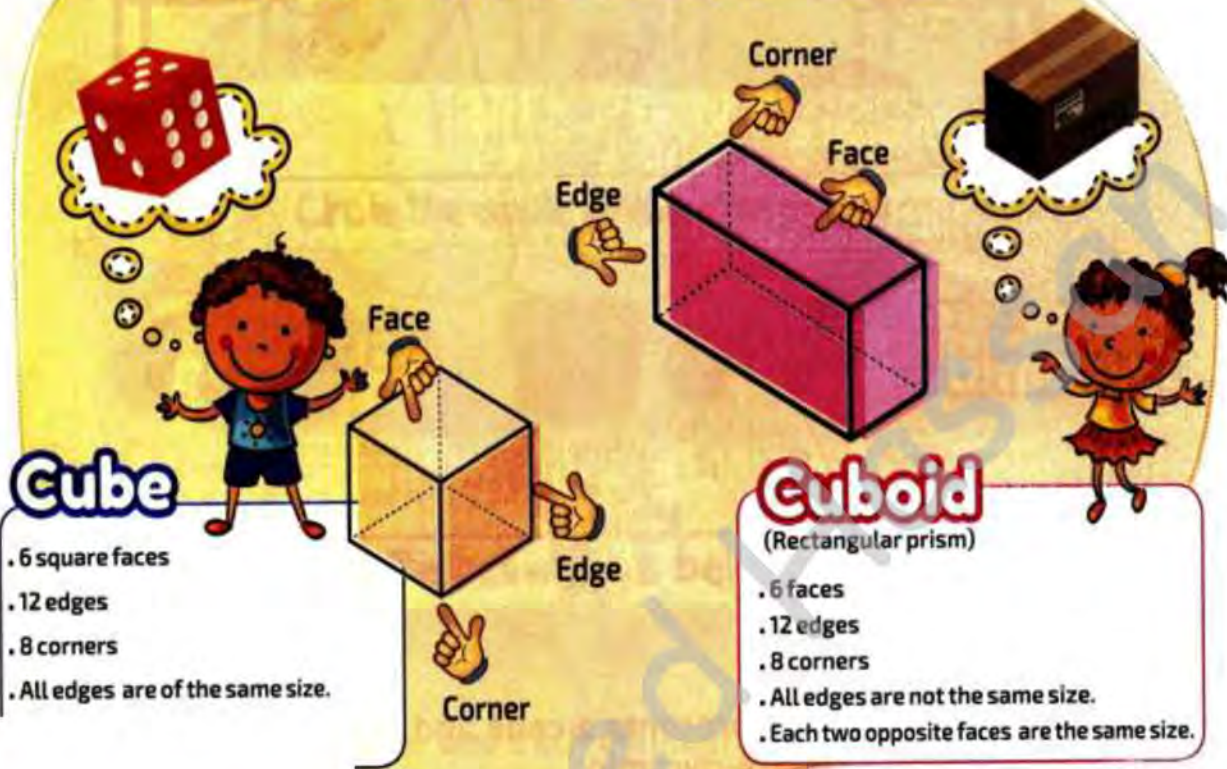 Corner
Face
Edge
Face
Cube
. 6 square faces
. 12 edges
. 8 corners
. All edges are of the same size.
Edge
Corner
Cuboid
(Rectangular prism)
. 6 faces
. 12 edges
. 8 corners
. All edges are not the same size.
. Each two opposite faces are the same size.